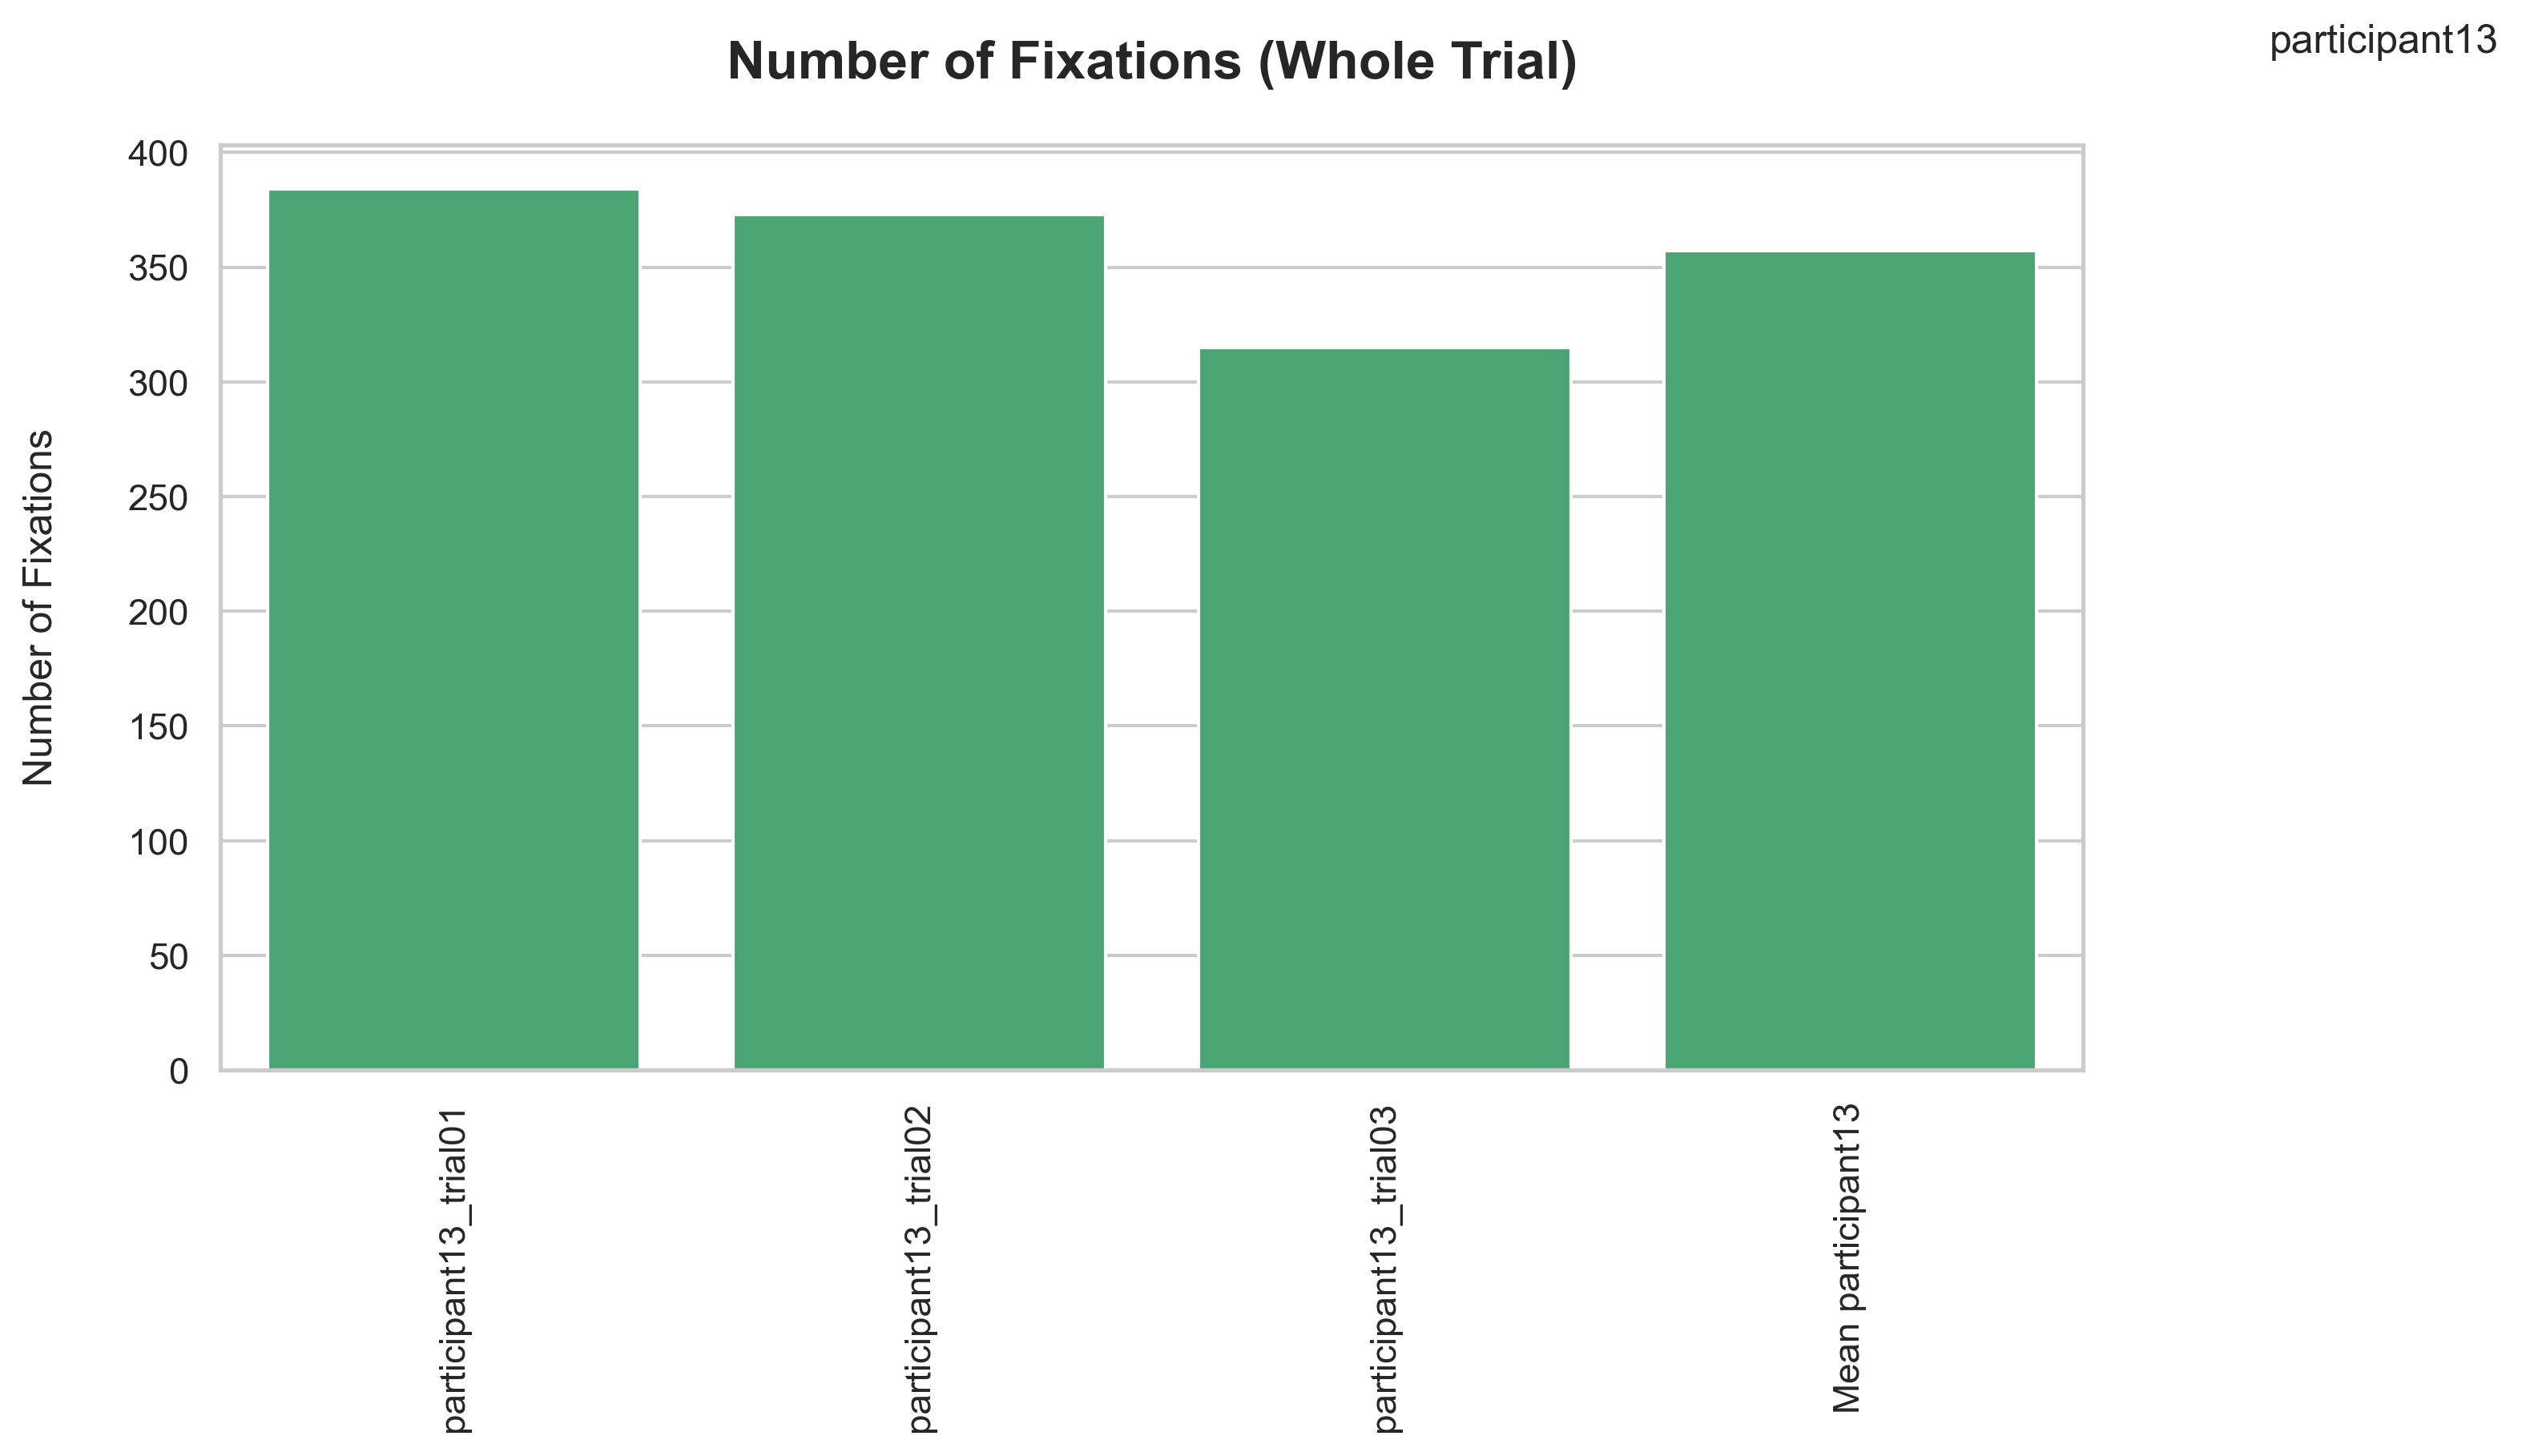 participant13
Number of Fixations (Whole Trial)
Number of Fixations
400
350
300
250
200
150
100
50
0
participant13_trial01
participant13_trial02
participant13_trial03
Mean participant13